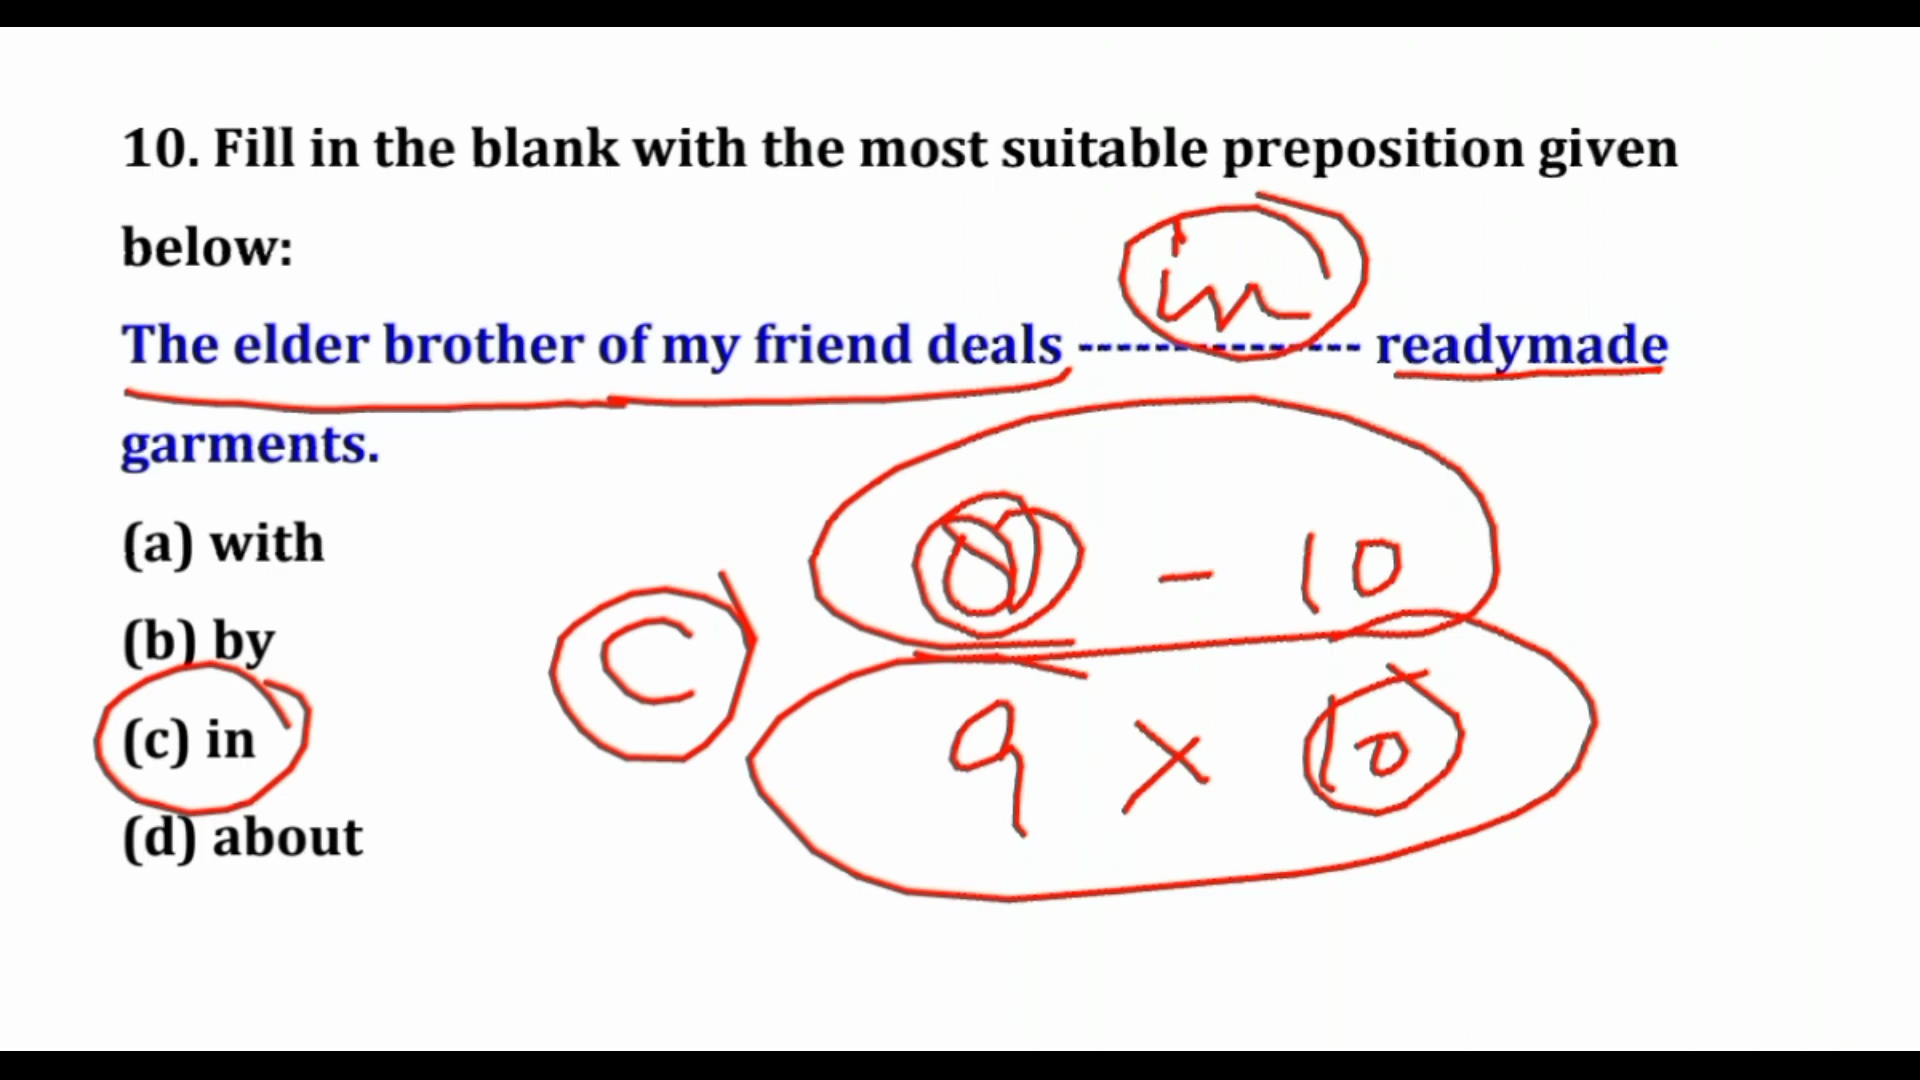 10. Fill in the blank with the most suitable preposition given
below:
in
The elder brother of my friend deals --------------- readymade
garments.
(a) with
(b) by
(c) in
(d) about
C
- 10
9 × 10